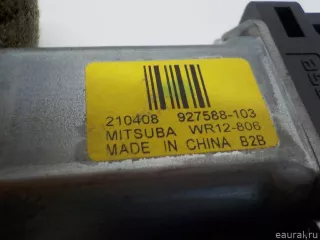 210408 927588-103
MITSUBA WR12-806
MADE IN CHINA B2B
eaural.ru